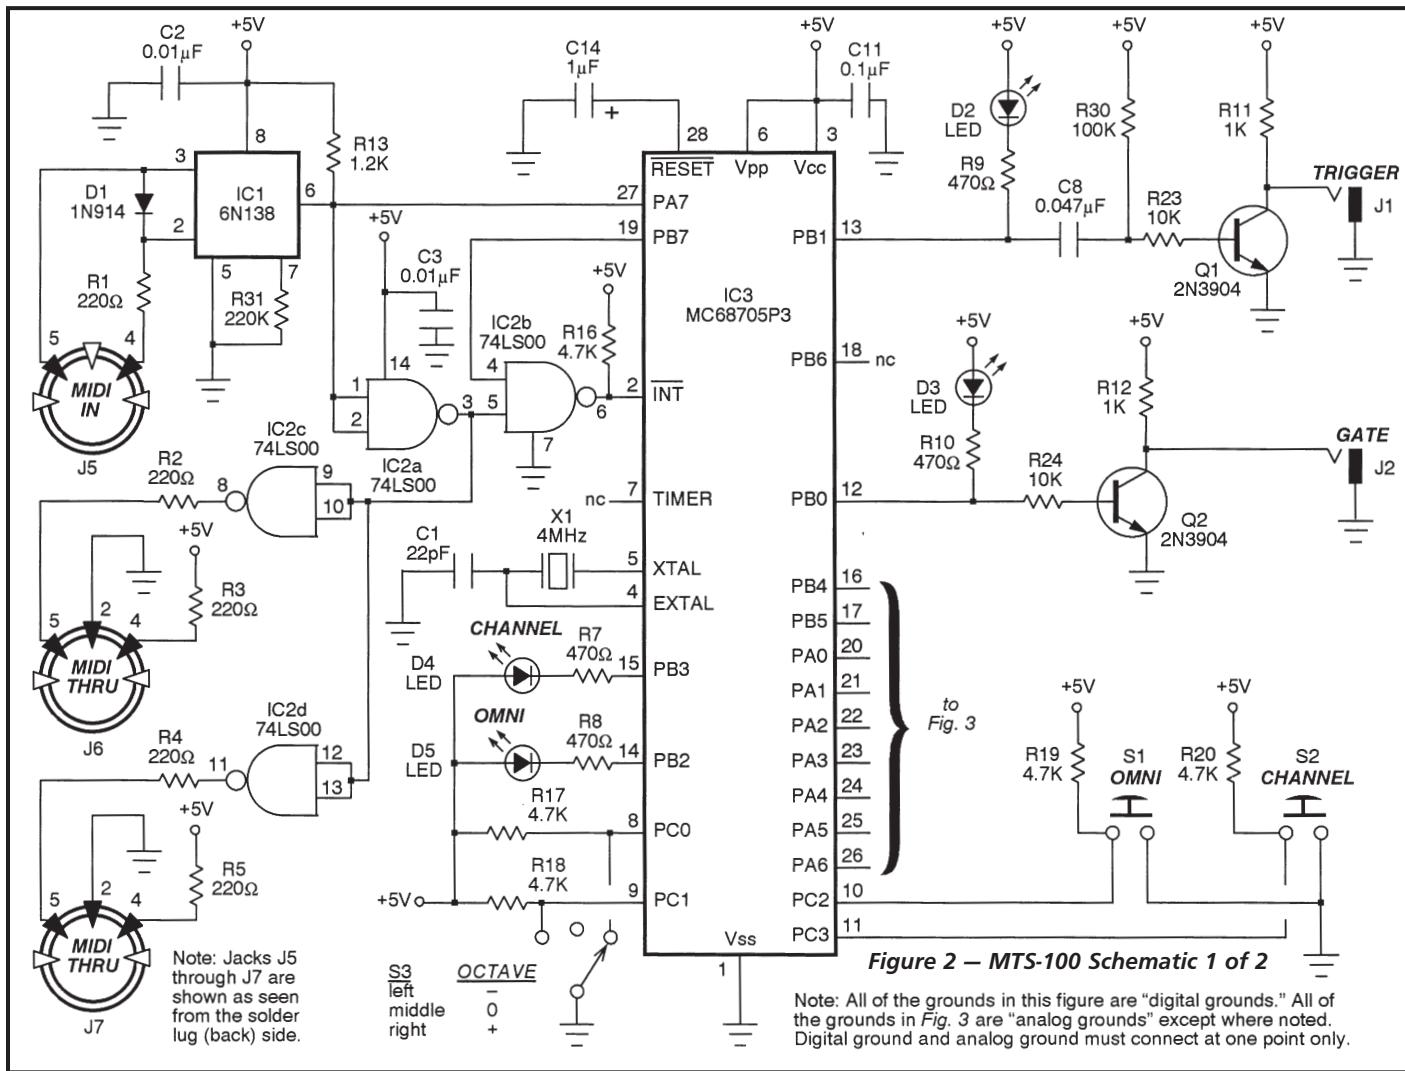 C2
0.01µF
+5V
C14
1µF
+
+5V
C11
0.1µF
+5V
+5V
+5V
D2
LED
R30
100K
R11
1K
R9
470Ω
C8
0.047µF
R23
10K
TRIGGER
J1
Q1
2N3904
8
3
IC1
6N138
6
2
5
7
D1
1N914
R13
1.2K
R1
220Ω
R31
220K
+5V
C3
0.01µF
28
6
3
RESET
Vpp
Vcc
27
PA7
19
PB7
PB1
13
IC3
MC68705P3
+5V
R16
4.7K
IC2b
74LS00
4
5
6
7
2
INT
14
1
2
3
IC2a
74LS00
PB6
18
nc
+5V
D3
LED
R10
470Ω
+5V
R12
1K
R24
10K
GATE
J2
Q2
2N3904
5
4
MIDI
IN
J5
IC2c
74LS00
R2
220Ω
8
9
10
nc
7
TIMER
PB0
12
+5V
R3
220Ω
C1
22pF
X1
4MHz
5
XTAL
4
EXTAL
5
2
4
MIDI
THRU
J6
PB4
16
PB5
17
PA0
20
PA1
21
PA2
22
PA3
23
PA4
24
PA5
25
PA6
26
PC2
10
PC3
11
to
Fig. 3
CHANNEL
D4
LED
R7
470Ω
15
PB3
OMNI
D5
LED
R8
470Ω
14
PB2
IC2d
74LS00
R4
220Ω
11
12
13
+5V
R5
220Ω
R17
4.7K
8
PC0
R18
4.7K
+5V
9
PC1
+5V
R19
4.7K
S1
OMNI
+5V
R20
4.7K
S2
CHANNEL
5
2
4
MIDI
THRU
J7
Note: Jacks J5
through J7 are
shown as seen
from the solder
lug (back) side.
S3 OCTAVE
left –
middle 0
right +
Vss
1
Figure 2 — MTS-100 Schematic 1 of 2
Note: All of the grounds in this figure are “digital grounds.” All of
the grounds in Fig. 3 are “analog grounds” except where noted.
Digital ground and analog ground must connect at one point only.